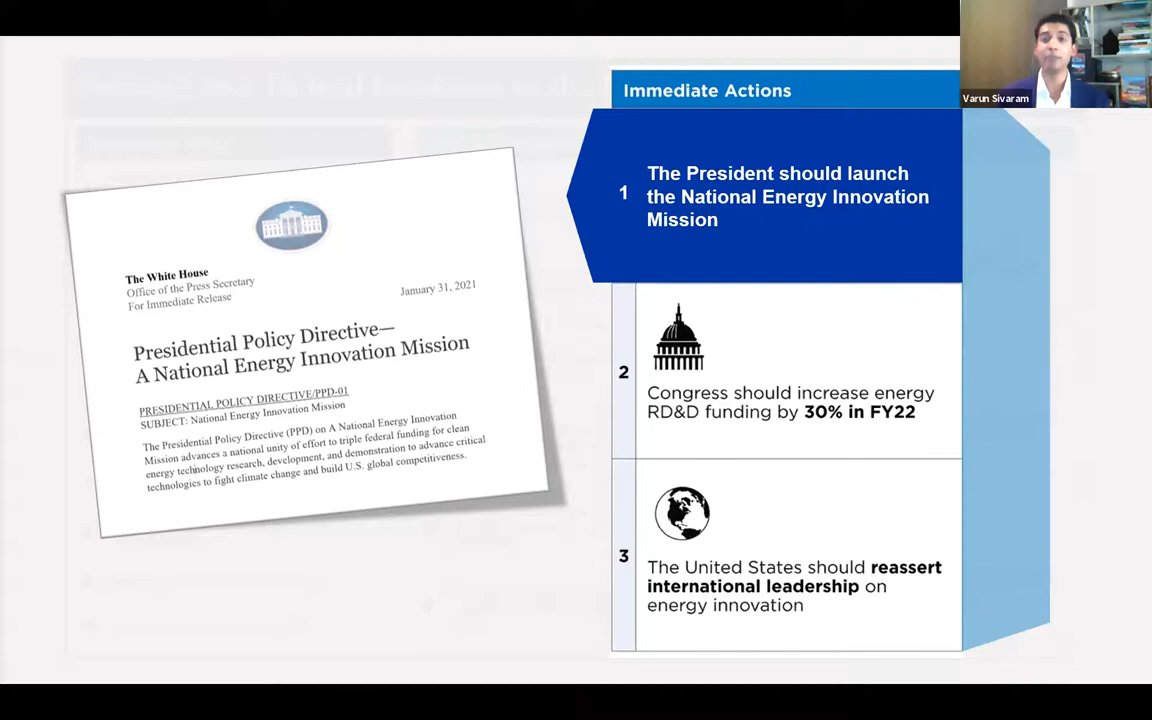 The White House
Office of the Press Secretary
For Immediate Release
January 31, 2021
Presidential Policy Directive—
A National Energy Innovation Mission
PRESIDENTIAL POLICY DIRECTIVE/PPD-01
SUBJECT: National Energy Innovation Mission
The Presidential Policy Directive (PPD) on A National Energy Innovation
Mission advances a national unity of effort to triple federal funding for clean
energy technology research, development, and demonstration to advance critical
technologies to fight climate change and build U.S. global competitiveness.
Immediate Actions
1
The President should launch
the National Energy Innovation
Mission
2
Congress should increase energy
RD&D funding by 30% in FY22
3
The United States should reassert
international leadership on
energy innovation
Varun Sivaram